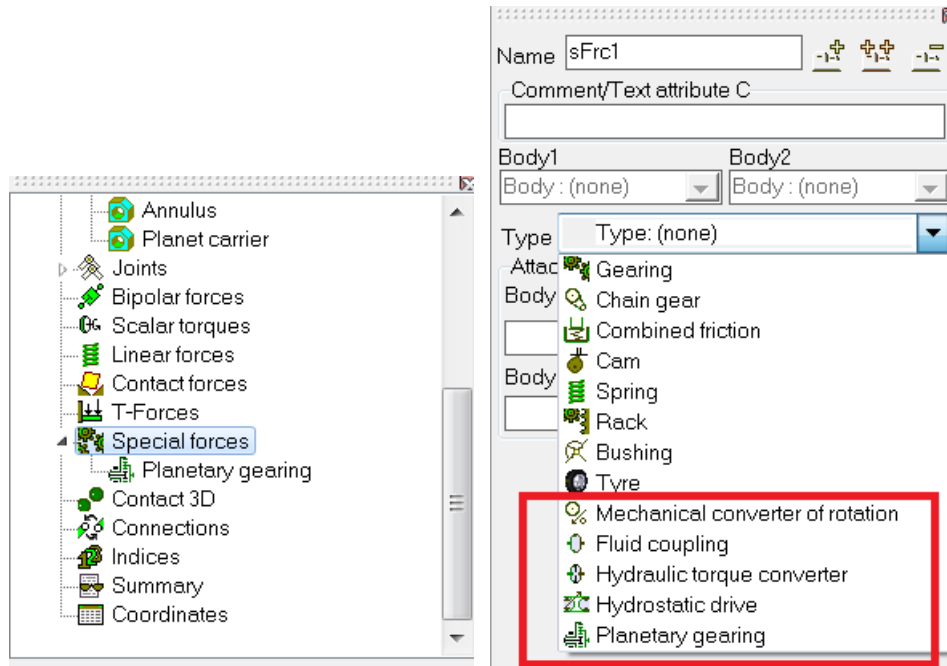 Annulus
Planet carrier
Joints
Bipolar forces
Scalar torques
Linear forces
Contact forces
T-Forces
Special forces
Planetary gearing
Contact 3D
Connections
Indices
Summary
Coordinates
Name sFrc1
Comment/Text attribute C
Body1 Body2
Body : (none) Body : (none)
Type Type: (none)
Attac Gearing
Body Chain gear
Combined friction
Cam
Body Spring
Rack
Bushing
Tyre
Mechanical converter of rotation
Fluid coupling
Hydraulic torque converter
Hydrostatic drive
Planetary gearing